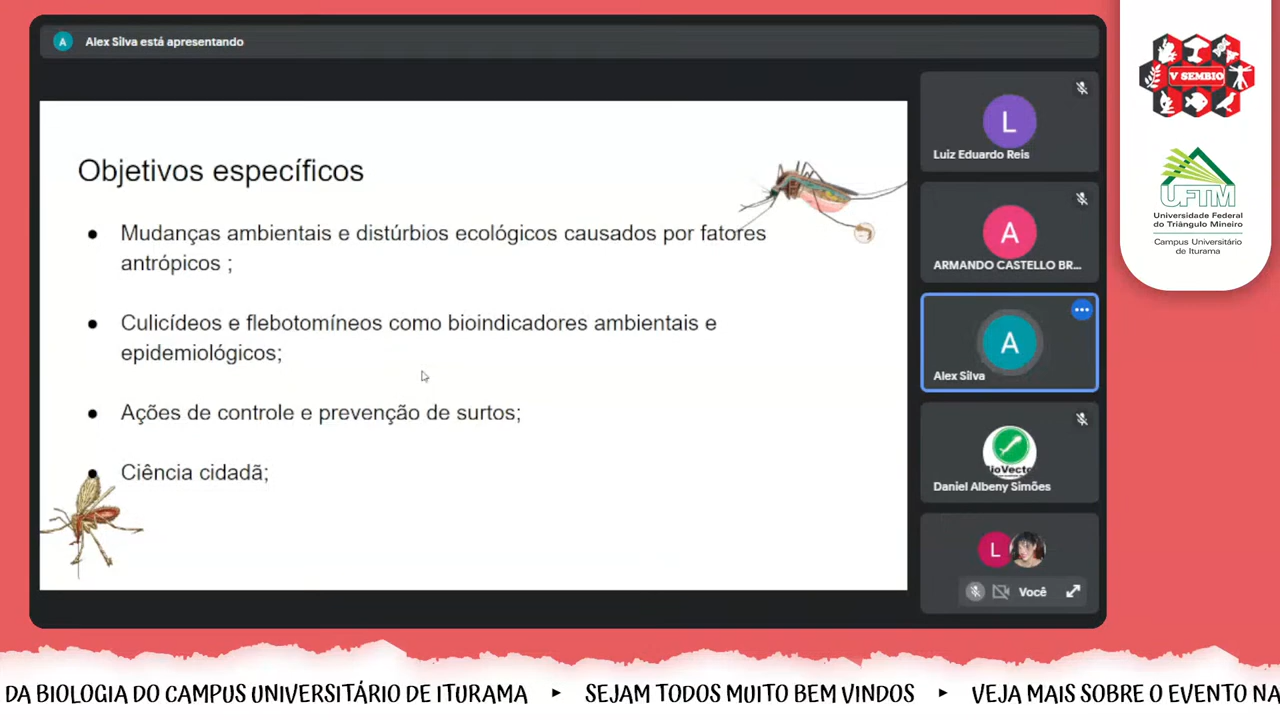 A
Alex Silva está apresentando
Objetivos específicos
● Mudanças ambientais e distúrbios ecológicos causados por fatores
antrópicos ;
● Culicídeos e flebotomíneos como bioindicadores ambientais e
epidemiológicos;
● Ações de controle e prevenção de surtos;
● Ciência cidadã;
L
Luiz Eduardo Reis
A
ARMANDO CASTELLO BR...
A
Alex Silva
ioVecto
Daniel Albeny Simões
L
Você
V SEMBIO
UFTM
Universidade Federal
do Triângulo Mineiro
Campus Universitário
de Iturama
DA BIOLOGIA DO CAMPUS UNIVERSITÁRIO DE ITURAMA ▸ SEJAM TODOS MUITO BEM VINDOS ▸ VEJA MAIS SOBRE O EVENTO NA